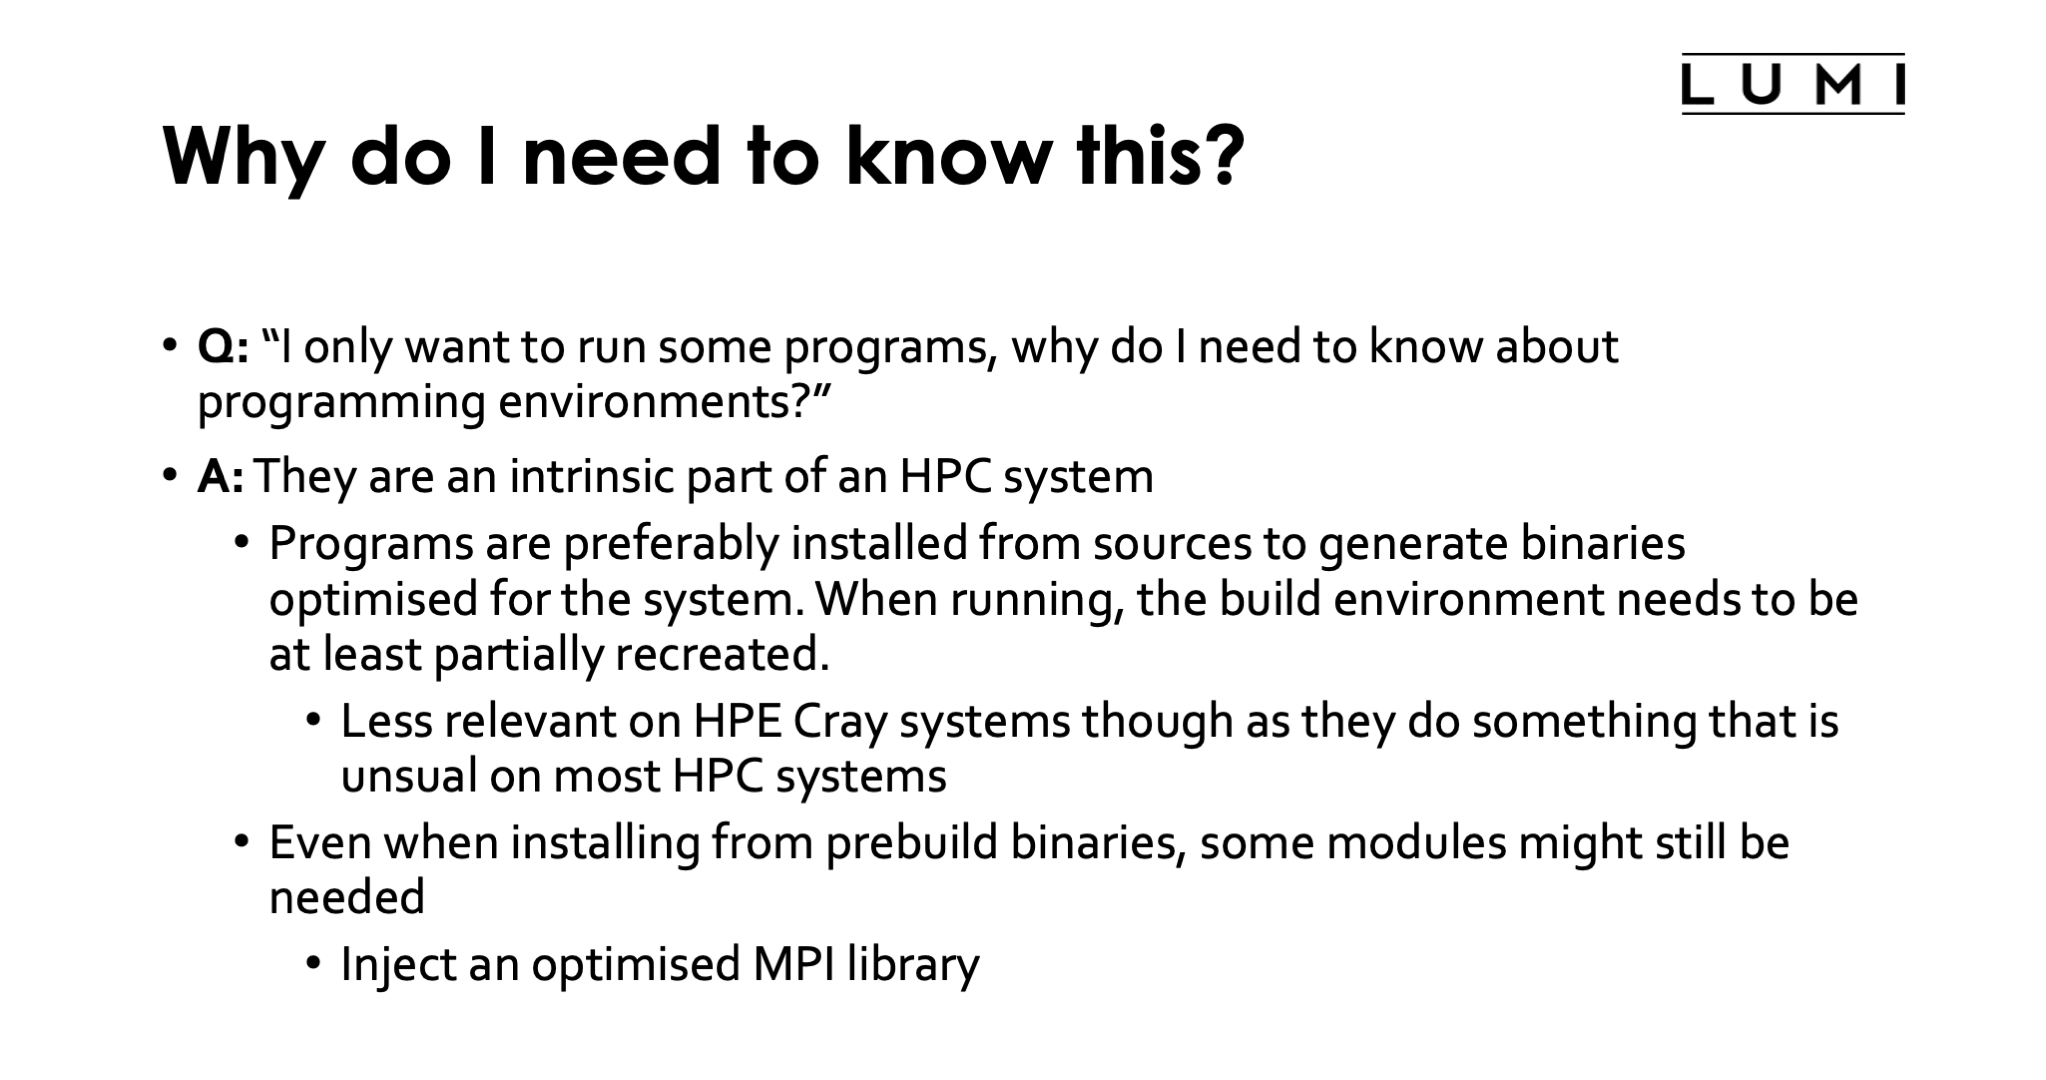 LUMI
Why do I need to know this?
• Q: “I only want to run some programs, why do I need to know about
programming environments?”
• A: They are an intrinsic part of an HPC system
• Programs are preferably installed from sources to generate binaries
optimised for the system. When running, the build environment needs to be
at least partially recreated.
• Less relevant on HPE Cray systems though as they do something that is
unsual on most HPC systems
• Even when installing from prebuild binaries, some modules might still be
needed
• Inject an optimised MPI library